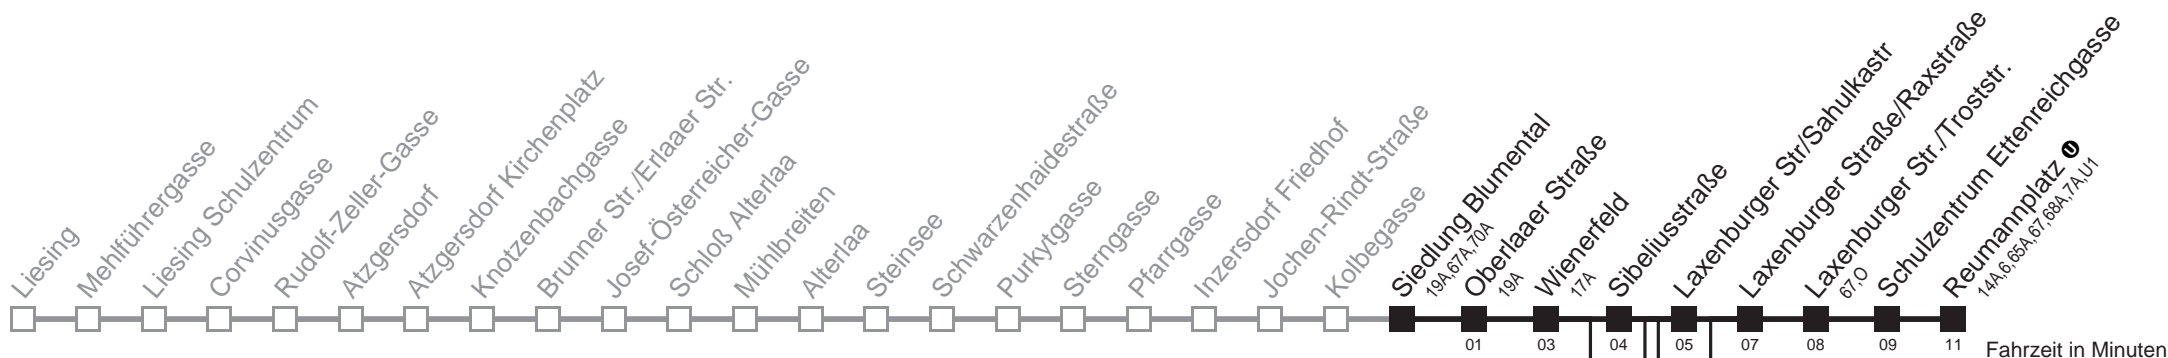 Liesing
Mehlführergasse
Liesing Schulzentrum
Corvinusgasse
Rudolf-Zeller-Gasse
Atzgersdorf
Atzgersdorf Kirchenplatz
Knotzenbachgasse
Brunner Str./Erlaaer Str.
Josef-Österreicher-Gasse
Schloß Alterlaa
Mühlbreiten
Alterlaa
Steinsee
Schwarzenhaidestraße
Purkytgasse
Sterngasse
Pfarrgasse
Inzersdorf Friedhof
Jochen-Rindt-Straße
Kolbegasse
Siedlung Blumental
19A,67A,70A
Oberlaaer Straße
19A
Wienerfeld
17A
Sibeliusstraße
Laxenburger Str/Sahulkastr
Laxenburger Straße/Raxstraße
Laxenburger Str./Troststr.
67,O
Schulzentrum Ettenreichgasse
Reumannplatz U
14A,6,65A,67,68A,7A,U1
01 03 04 05 07 08 09 11 Fahrzeit in Minuten